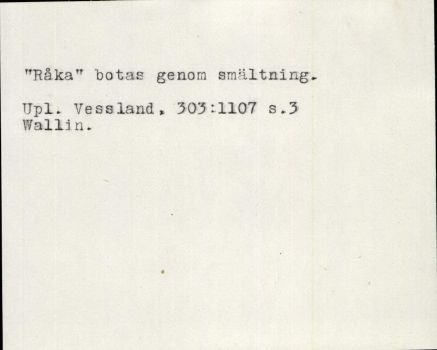 "Råka" botas genom smältning.
Upl. Vessland, 303:1107 s.3
Wallin.